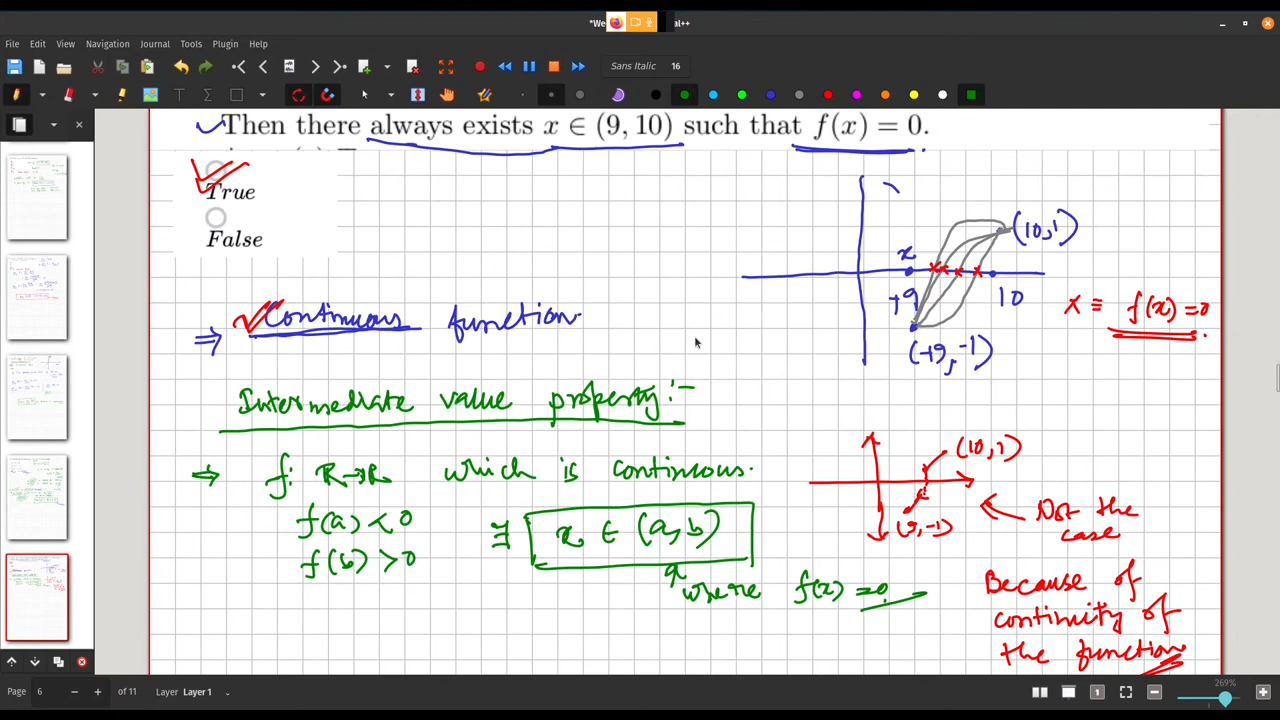 *We
al++
File Edit View Navigation Journal Tools Plugin Help
Sans Italic 16
Then there always exists x ∈ (9, 10) such that f(x) = 0.
True
False
x
(10,1)
+9
10
(+9,-1)
x ≡ f(x)=0
⇒ Continuous function
Intermediate value property:-
⇒ f: R→R which is continuous.
f(a) < 0
f(b) > 0
∃ x ∈ (a,b)
where f(x) = 0
(10,1)
(9,-1)
Not the
case
Because of
continuity of
the function
Page 6 of 11 Layer Layer 1
269%